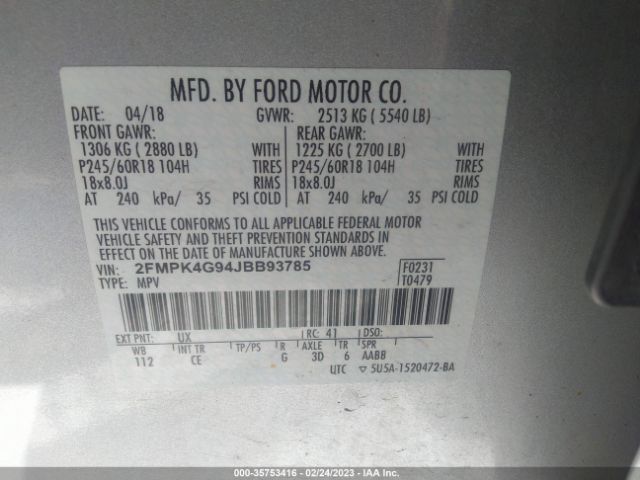 MFD. BY FORD MOTOR CO.
DATE: 04/18 GVWR: 2513 KG ( 5540 LB)
FRONT GAWR: REAR GAWR:
1306 KG ( 2880 LB) WITH 1225 KG ( 2700 LB) WITH
P245/60R18 104H TIRES P245/60R18 104H TIRES
18x8.0J RIMS 18x8.0J RIMS
AT 240 kPa/ 35 PSI COLD AT 240 kPa/ 35 PSI COLD
THIS VEHICLE CONFORMS TO ALL APPLICABLE FEDERAL MOTOR
VEHICLE SAFETY AND THEFT PREVENTION STANDARDS IN
EFFECT ON THE DATE OF MANUFACTURE SHOWN ABOVE.
VIN: 2FMPK4G94JBB93785 F0231
TYPE: MPV T0479
EXT PNT: UX RC: 41 DSO:
WB INT TR TP/PS R AXLE TR SPR
112 CE G 3D 6 AABB
UTC 5U5A-1520472-BA
000-35753416 - 02/24/2023 - IAA Inc.